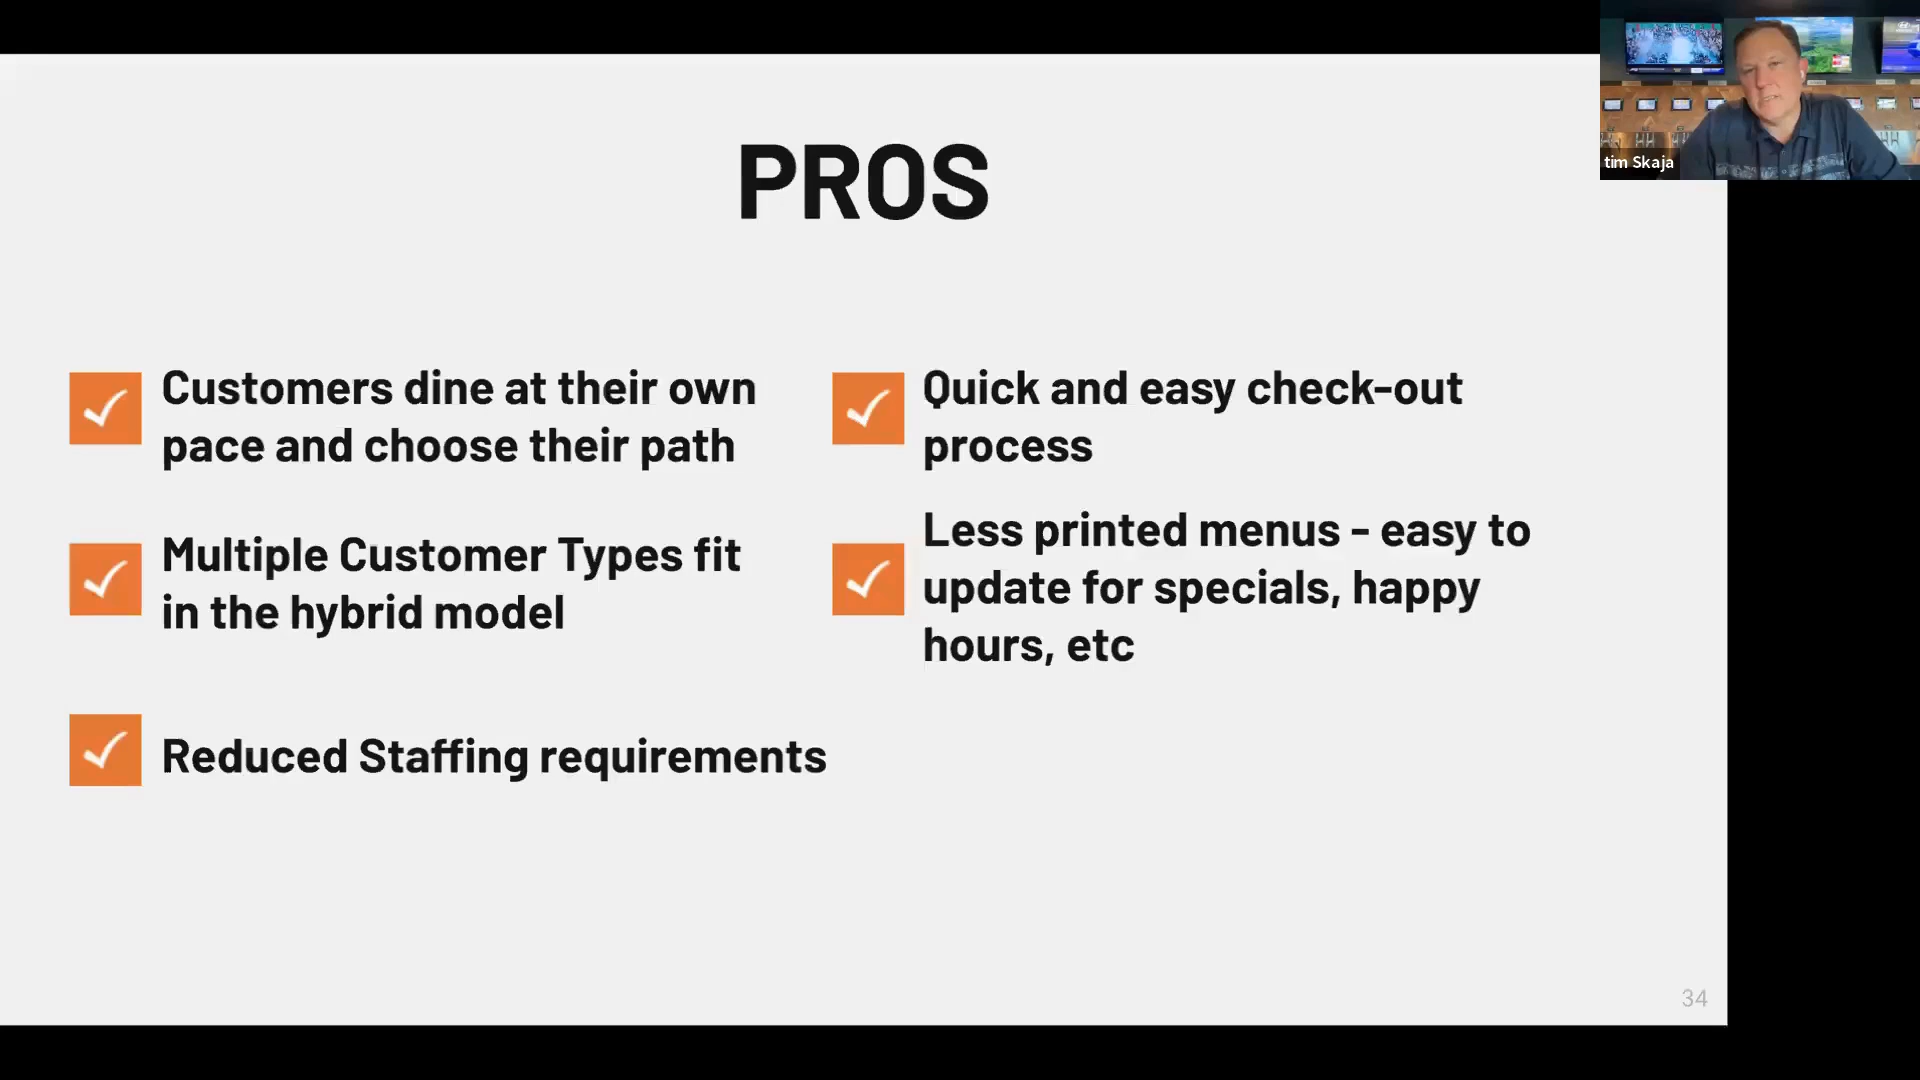 PROS
Customers dine at their own
pace and choose their path
Multiple Customer Types fit
in the hybrid model
Reduced Staffing requirements
Quick and easy check-out
process
Less printed menus - easy to
update for specials, happy
hours, etc
34
tim Skaja